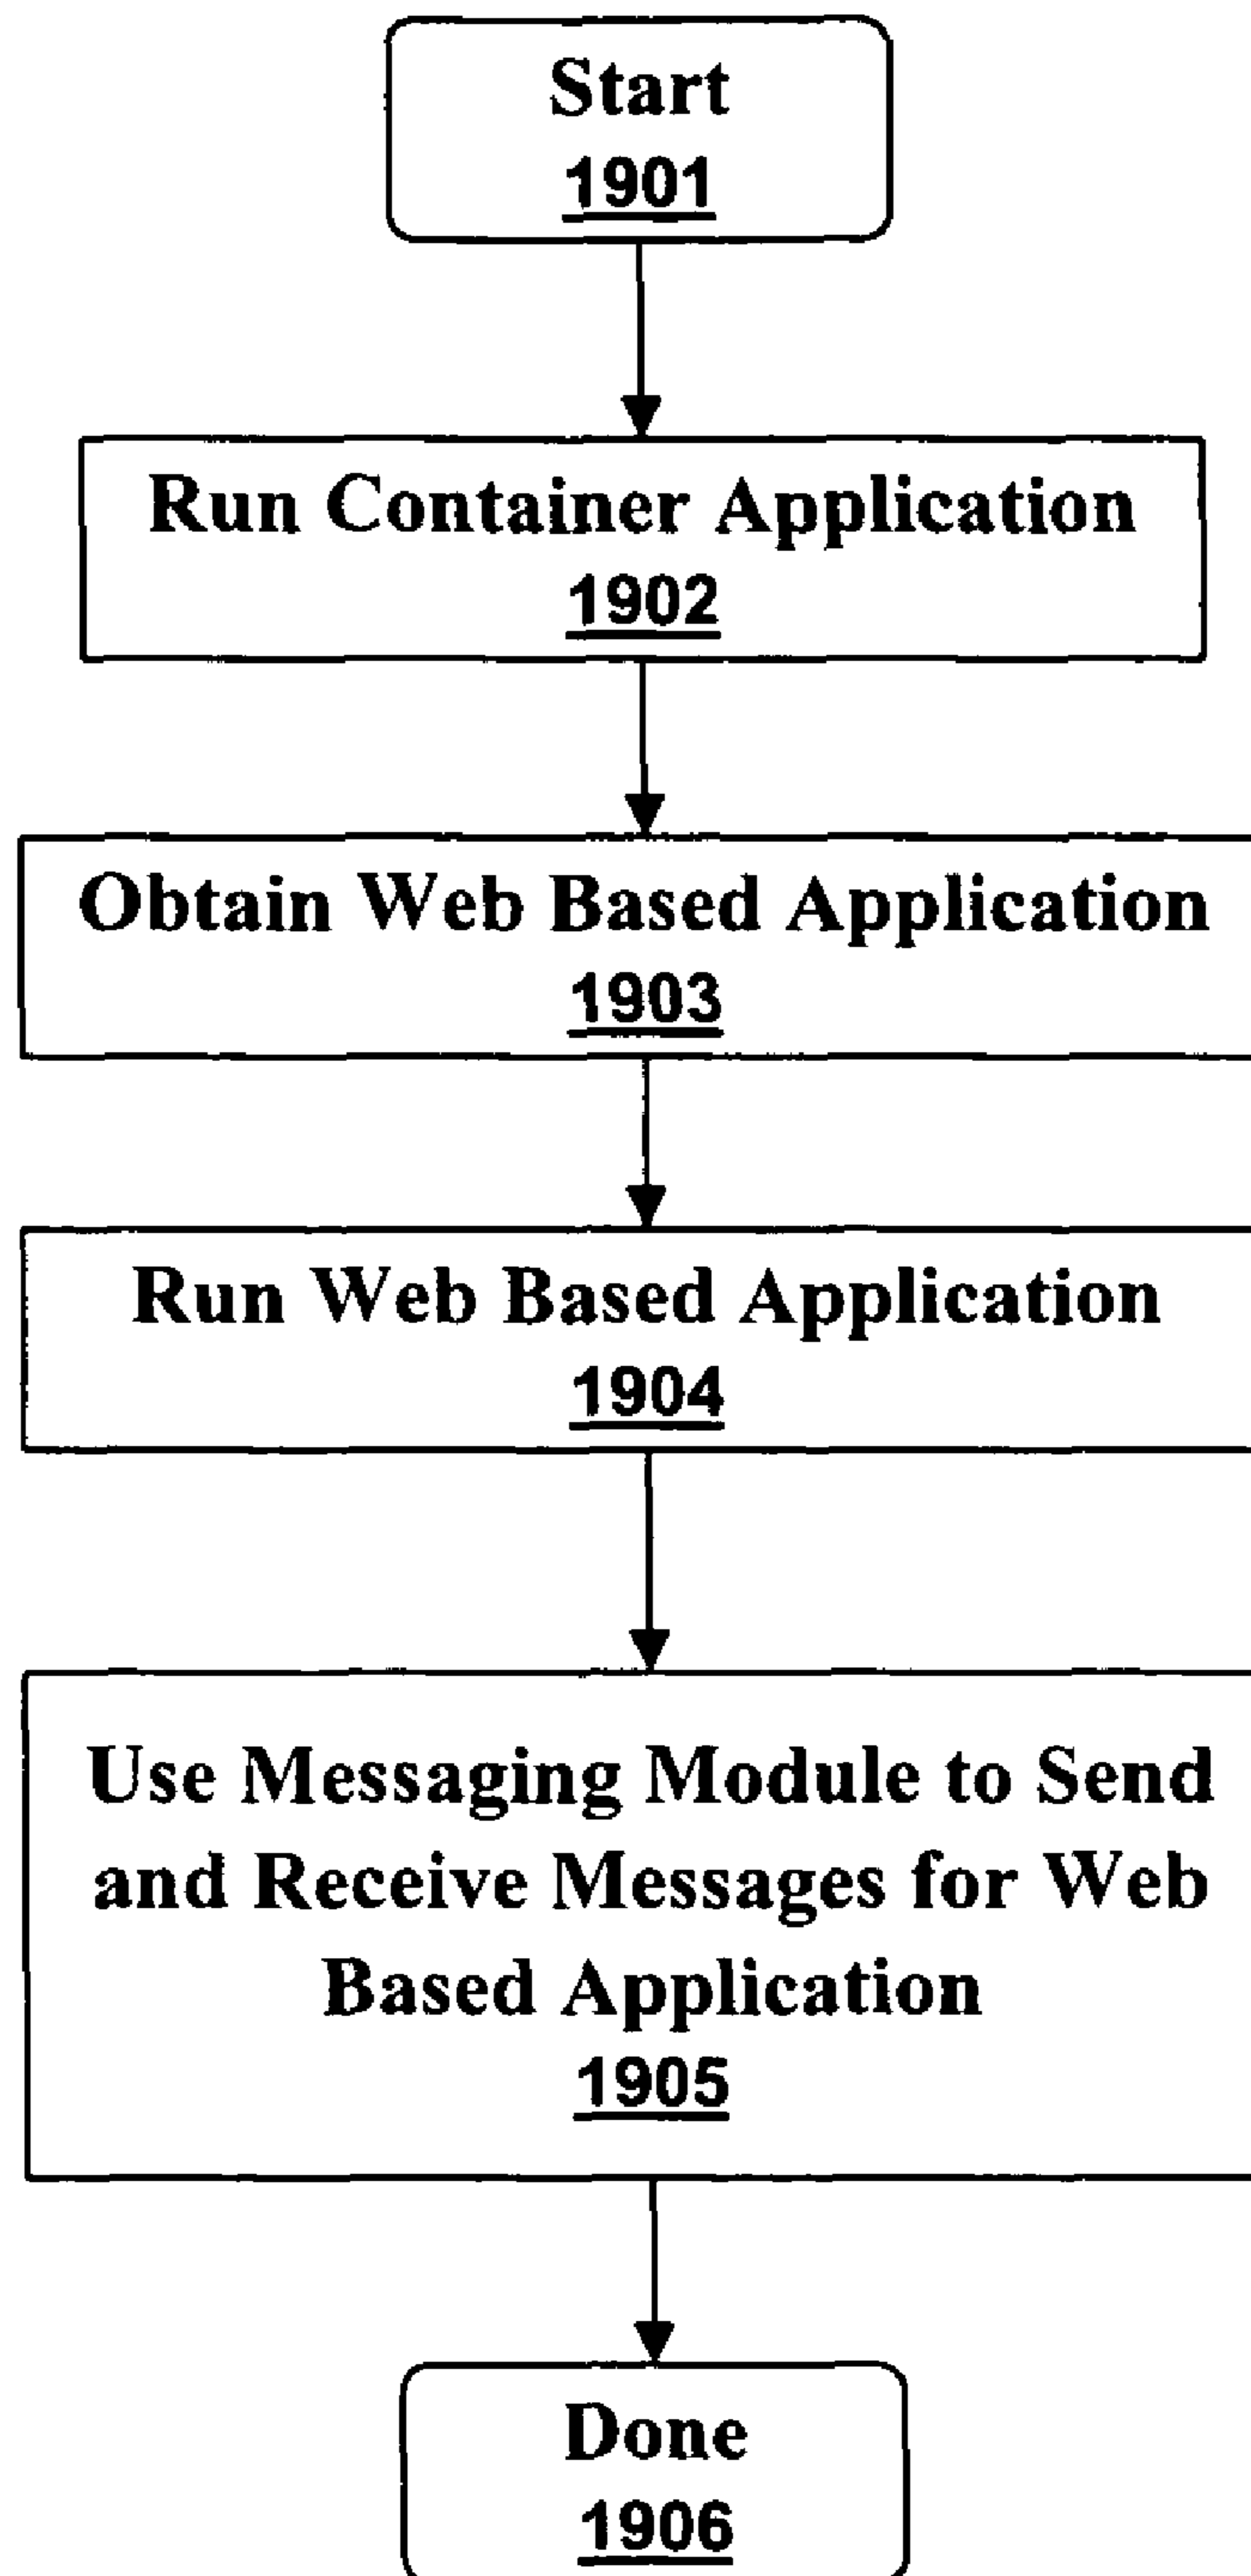 Start
1901
Run Container Application
1902
Obtain Web Based Application
1903
Run Web Based Application
1904
Use Messaging Module to Send
and Receive Messages for Web
Based Application
1905
Done
1906